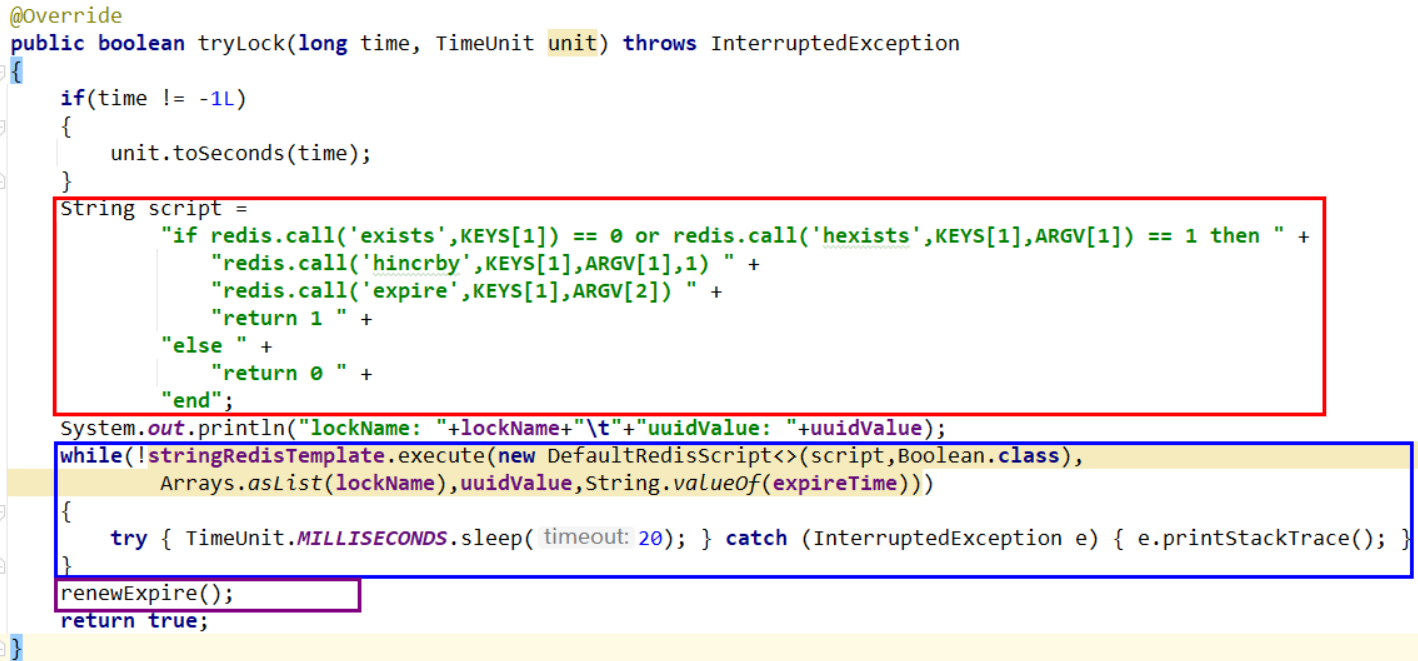 @Override
public boolean tryLock(long time, TimeUnit unit) throws InterruptedException
{
    if(time != -1L)
    {
        unit.toSeconds(time);
    }
    String script =
            "if redis.call('exists',KEYS[1]) == 0 or redis.call('hexists',KEYS[1],ARGV[1]) == 1 then " +
                "redis.call('hincrby',KEYS[1],ARGV[1],1) " +
                "redis.call('expire',KEYS[1],ARGV[2]) " +
                "return 1 " +
            "else " +
                "return 0 " +
            "end";
    System.out.println("lockName: "+lockName+"\t"+"uuidValue: "+uuidValue);
    while(!stringRedisTemplate.execute(new DefaultRedisScript<>(script,Boolean.class),
            Arrays.asList(lockName),uuidValue,String.valueOf(expireTime)))
    {
        try { TimeUnit.MILLISECONDS.sleep( timeout: 20); } catch (InterruptedException e) { e.printStackTrace(); }
    }
    renewExpire();
    return true;
}